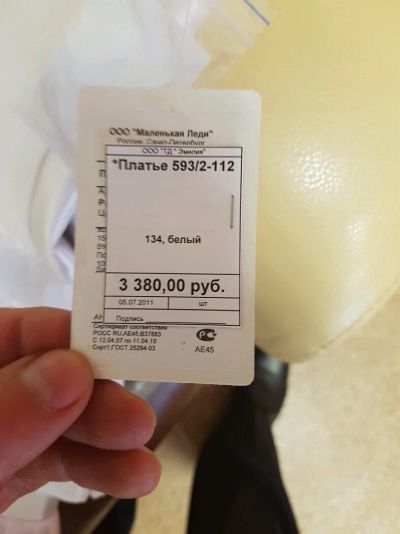 ООО "Маленькая Леди"
Россия, Санкт-Петербург
ООО "ТД "Эмилия"
*Платье 593/2-112
134, белый
3 380,00 руб.
05.07.2011 шт
Подпись
Сертификат соответствия
РОСС RU.АЕ45.В37663
С 12.04.07 по 11.04.10
Сорт1;ГОСТ 25294-03
АЕ45